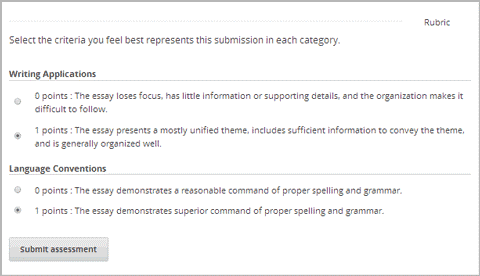 Rubric
Select the criteria you feel best represents this submission in each category.
Writing Applications
0 points : The essay loses focus, has little information or supporting details, and the organization makes it
difficult to follow.
1 points : The essay presents a mostly unified theme, includes sufficient information to convey the theme,
and is generally organized well.
Language Conventions
0 points : The essay demonstrates a reasonable command of proper spelling and grammar.
1 points : The essay demonstrates superior command of proper spelling and grammar.
Submit assessment